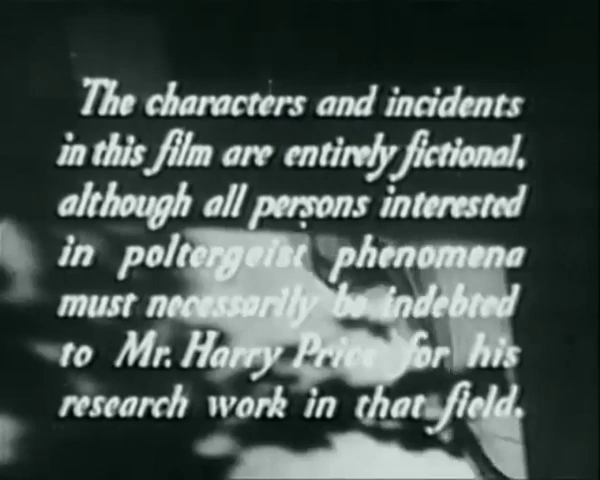 The characters and incidents
in this film are entirely fictional,
although all persons interested
in poltergeist phenomena
must necessarily be indebted
to Mr. Harry Price for his
research work in that field.